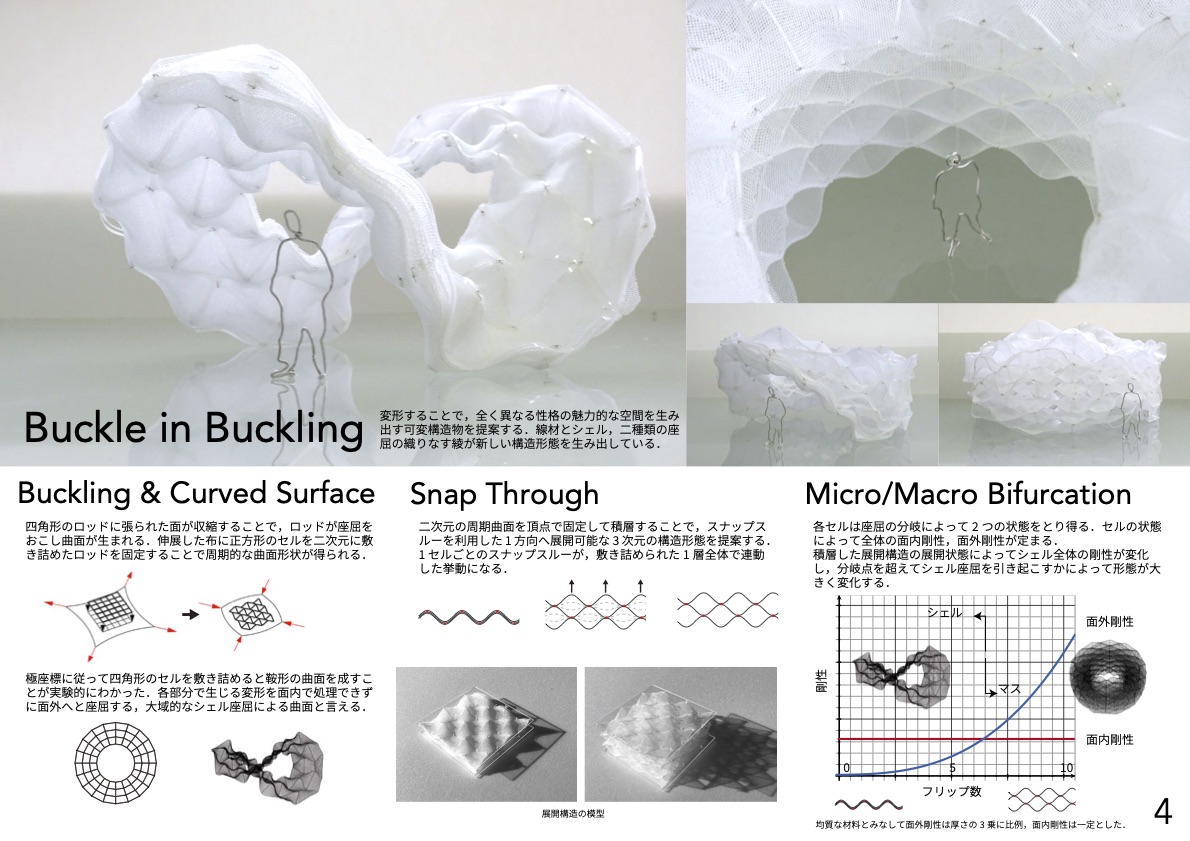 Buckle in Buckling
変形することで，全く異なる性格の魅力的な空間を生み
出す可変構造物を提案する．線材とシェル，二種類の座
屈の織りなす綾が新しい構造形態を生み出している．
Buckling & Curved Surface
四角形のロッドに張られた面が収縮することで，ロッドが座屈を
おこし曲面が生まれる．伸展した布に正方形のセルを二次元に敷
き詰めたロッドを固定することで周期的な曲面形状が得られる．
極座標に従って四角形のセルを敷き詰めると鞍形の曲面を成すこ
とが実験的にわかった．各部分で生じる変形を面内で処理できず
に面外へと座屈する，大域的なシェル座屈による曲面と言える．
Snap Through
二次元の周期曲面を頂点で固定して積層することで，スナップス
ルーを利用した１方向へ展開可能な３次元の構造形態を提案する．
１セルごとのスナップスルーが，敷き詰められた１層全体で連動
した挙動になる．
展開構造の模型
Micro/Macro Bifurcation
各セルは座屈の分岐によって２つの状態をとり得る．セルの状態
によって全体の面内剛性，面外剛性が定まる．
積層した展開構造の展開状態によってシェル全体の剛性が変化
し，分岐点を超えてシェル座屈を引き起こすかによって形態が大
きく変化する．
シェル
マス
面外剛性
面内剛性
剛性
0
5
10
フリップ数
均質な材料とみなして面外剛性は厚さの３乗に比例，面内剛性は一定とした．
4